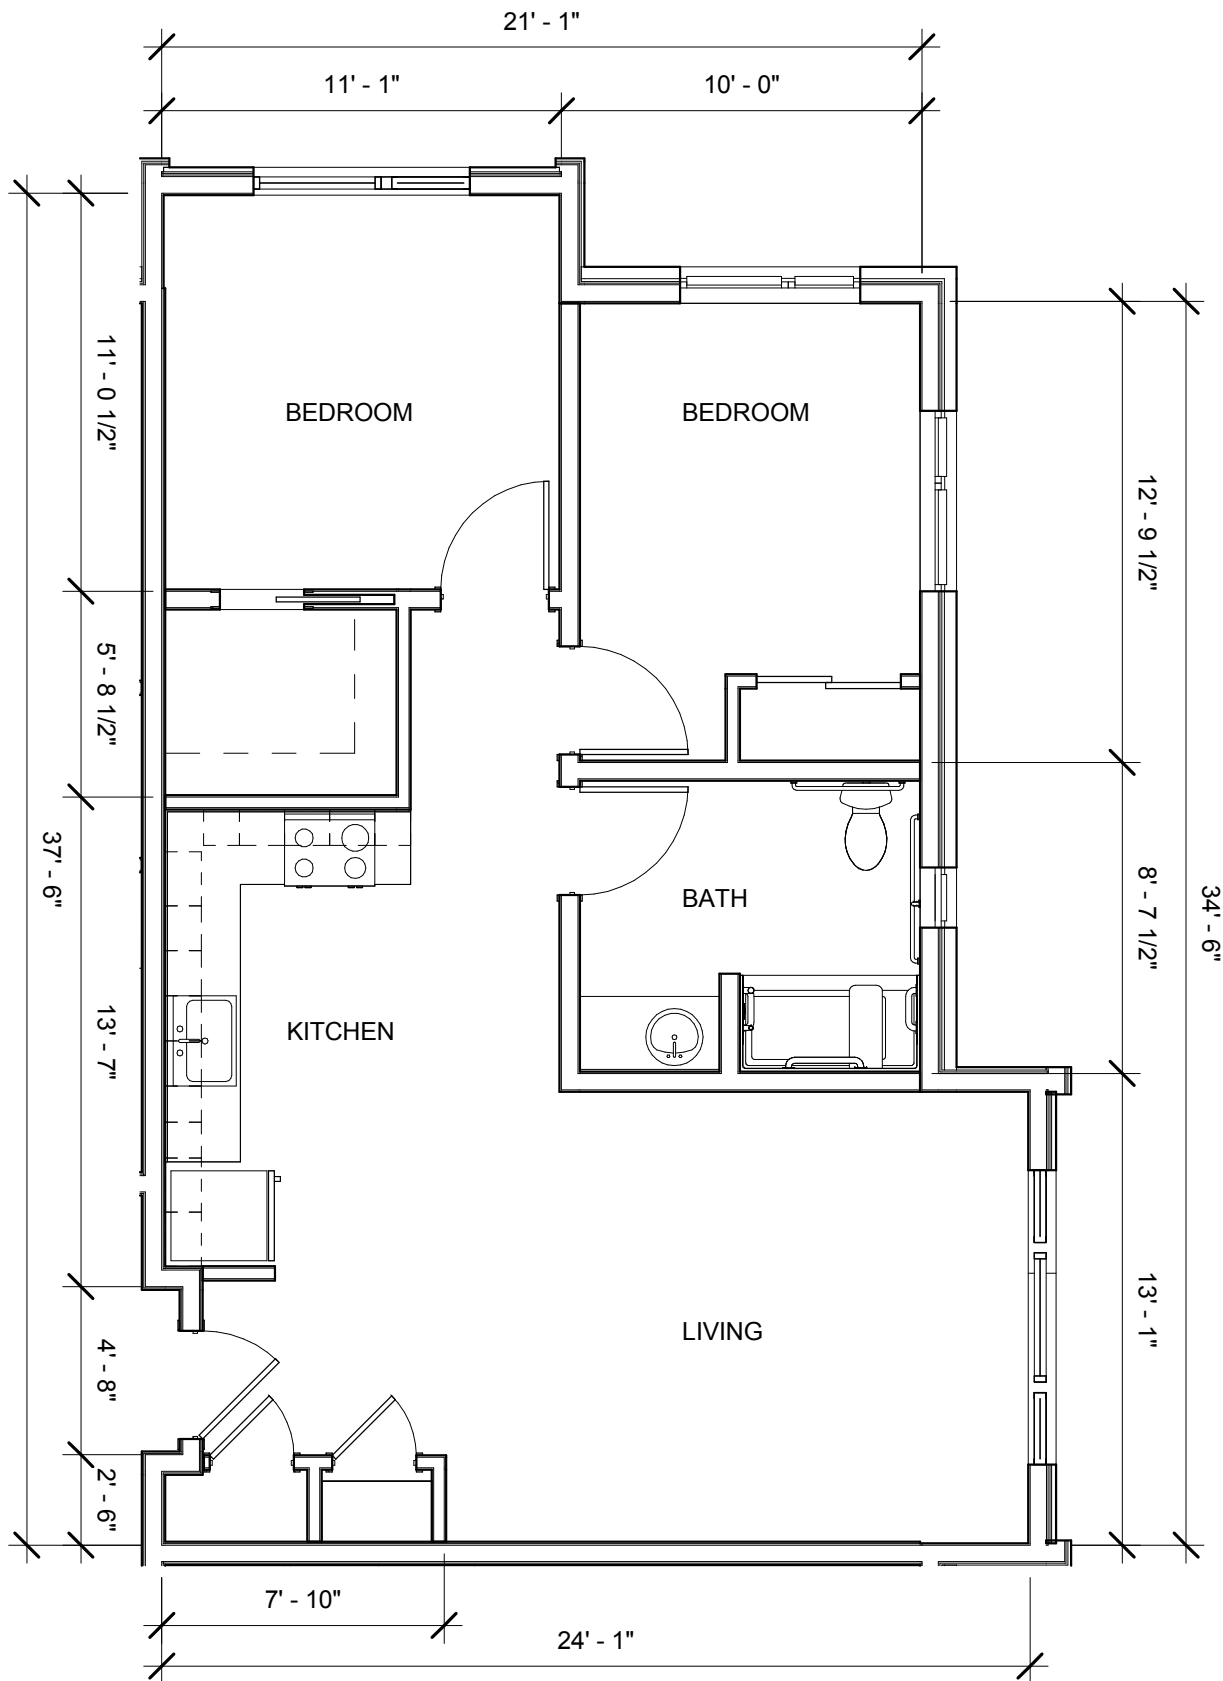 21' - 1"
11' - 1"
10' - 0"
11' - 0 1/2"
BEDROOM
BEDROOM
12' - 9 1/2"
5' - 8 1/2"
37' - 6"
BATH
8' - 7 1/2"
34' - 6"
13' - 7"
KITCHEN
LIVING
13' - 1"
4' - 8"
2' - 6"
7' - 10"
24' - 1"